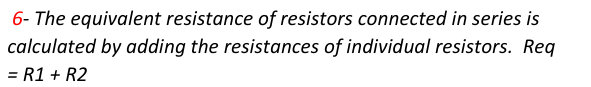 6- The equivalent resistance of resistors connected in series is
calculated by adding the resistances of individual resistors. Req
= R1 + R2